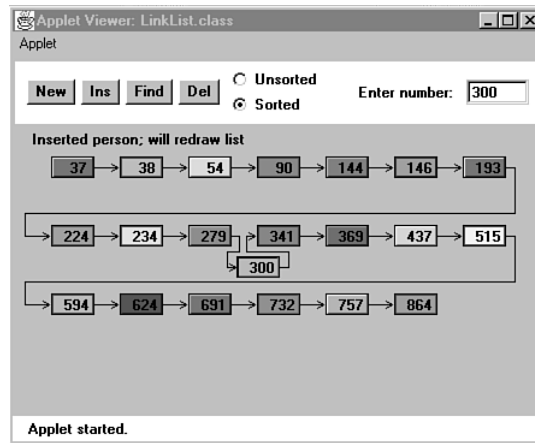 Applet Viewer: LinkList.class
Applet
New Ins Find Del Unsorted Sorted Enter number: 300
Inserted person; will redraw list
37 38 54 90 144 146 193
224 234 279 341 369 437 515
300
594 624 691 732 757 864
Applet started.